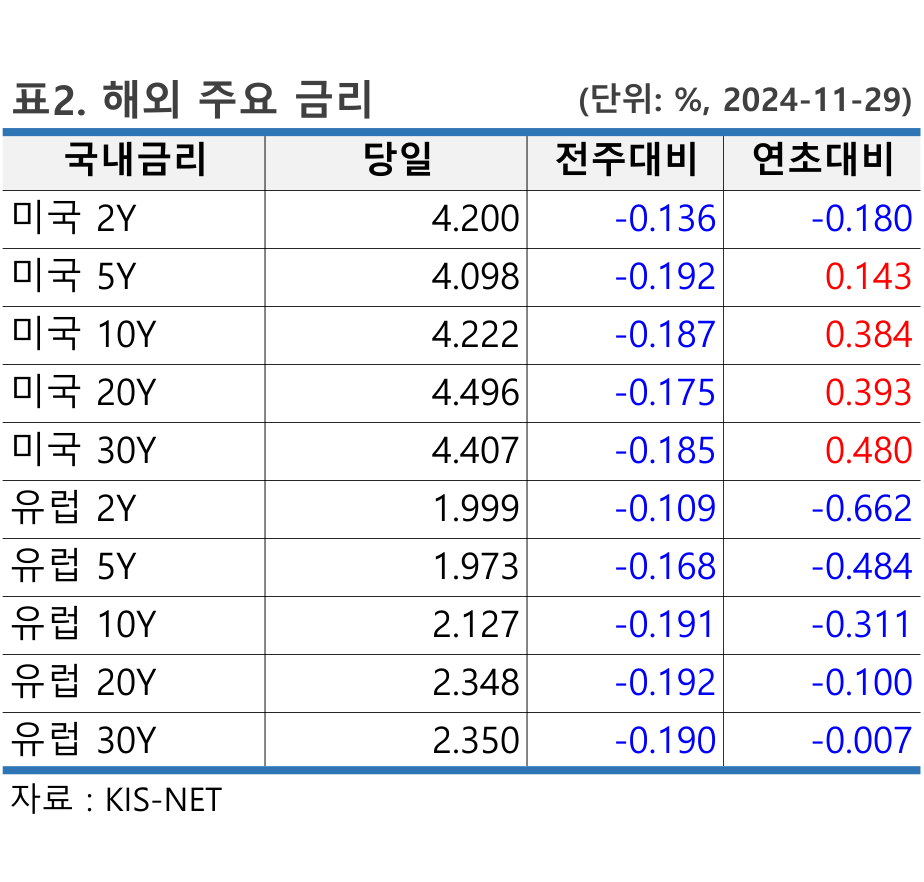 표2. 해외 주요 금리 (단위: %, 2024-11-29)
국내금리 당일 전주대비 연초대비
미국 2Y 4.200 -0.136 -0.180
미국 5Y 4.098 -0.192 0.143
미국 10Y 4.222 -0.187 0.384
미국 20Y 4.496 -0.175 0.393
미국 30Y 4.407 -0.185 0.480
유럽 2Y 1.999 -0.109 -0.662
유럽 5Y 1.973 -0.168 -0.484
유럽 10Y 2.127 -0.191 -0.311
유럽 20Y 2.348 -0.192 -0.100
유럽 30Y 2.350 -0.190 -0.007
자료 : KIS-NET